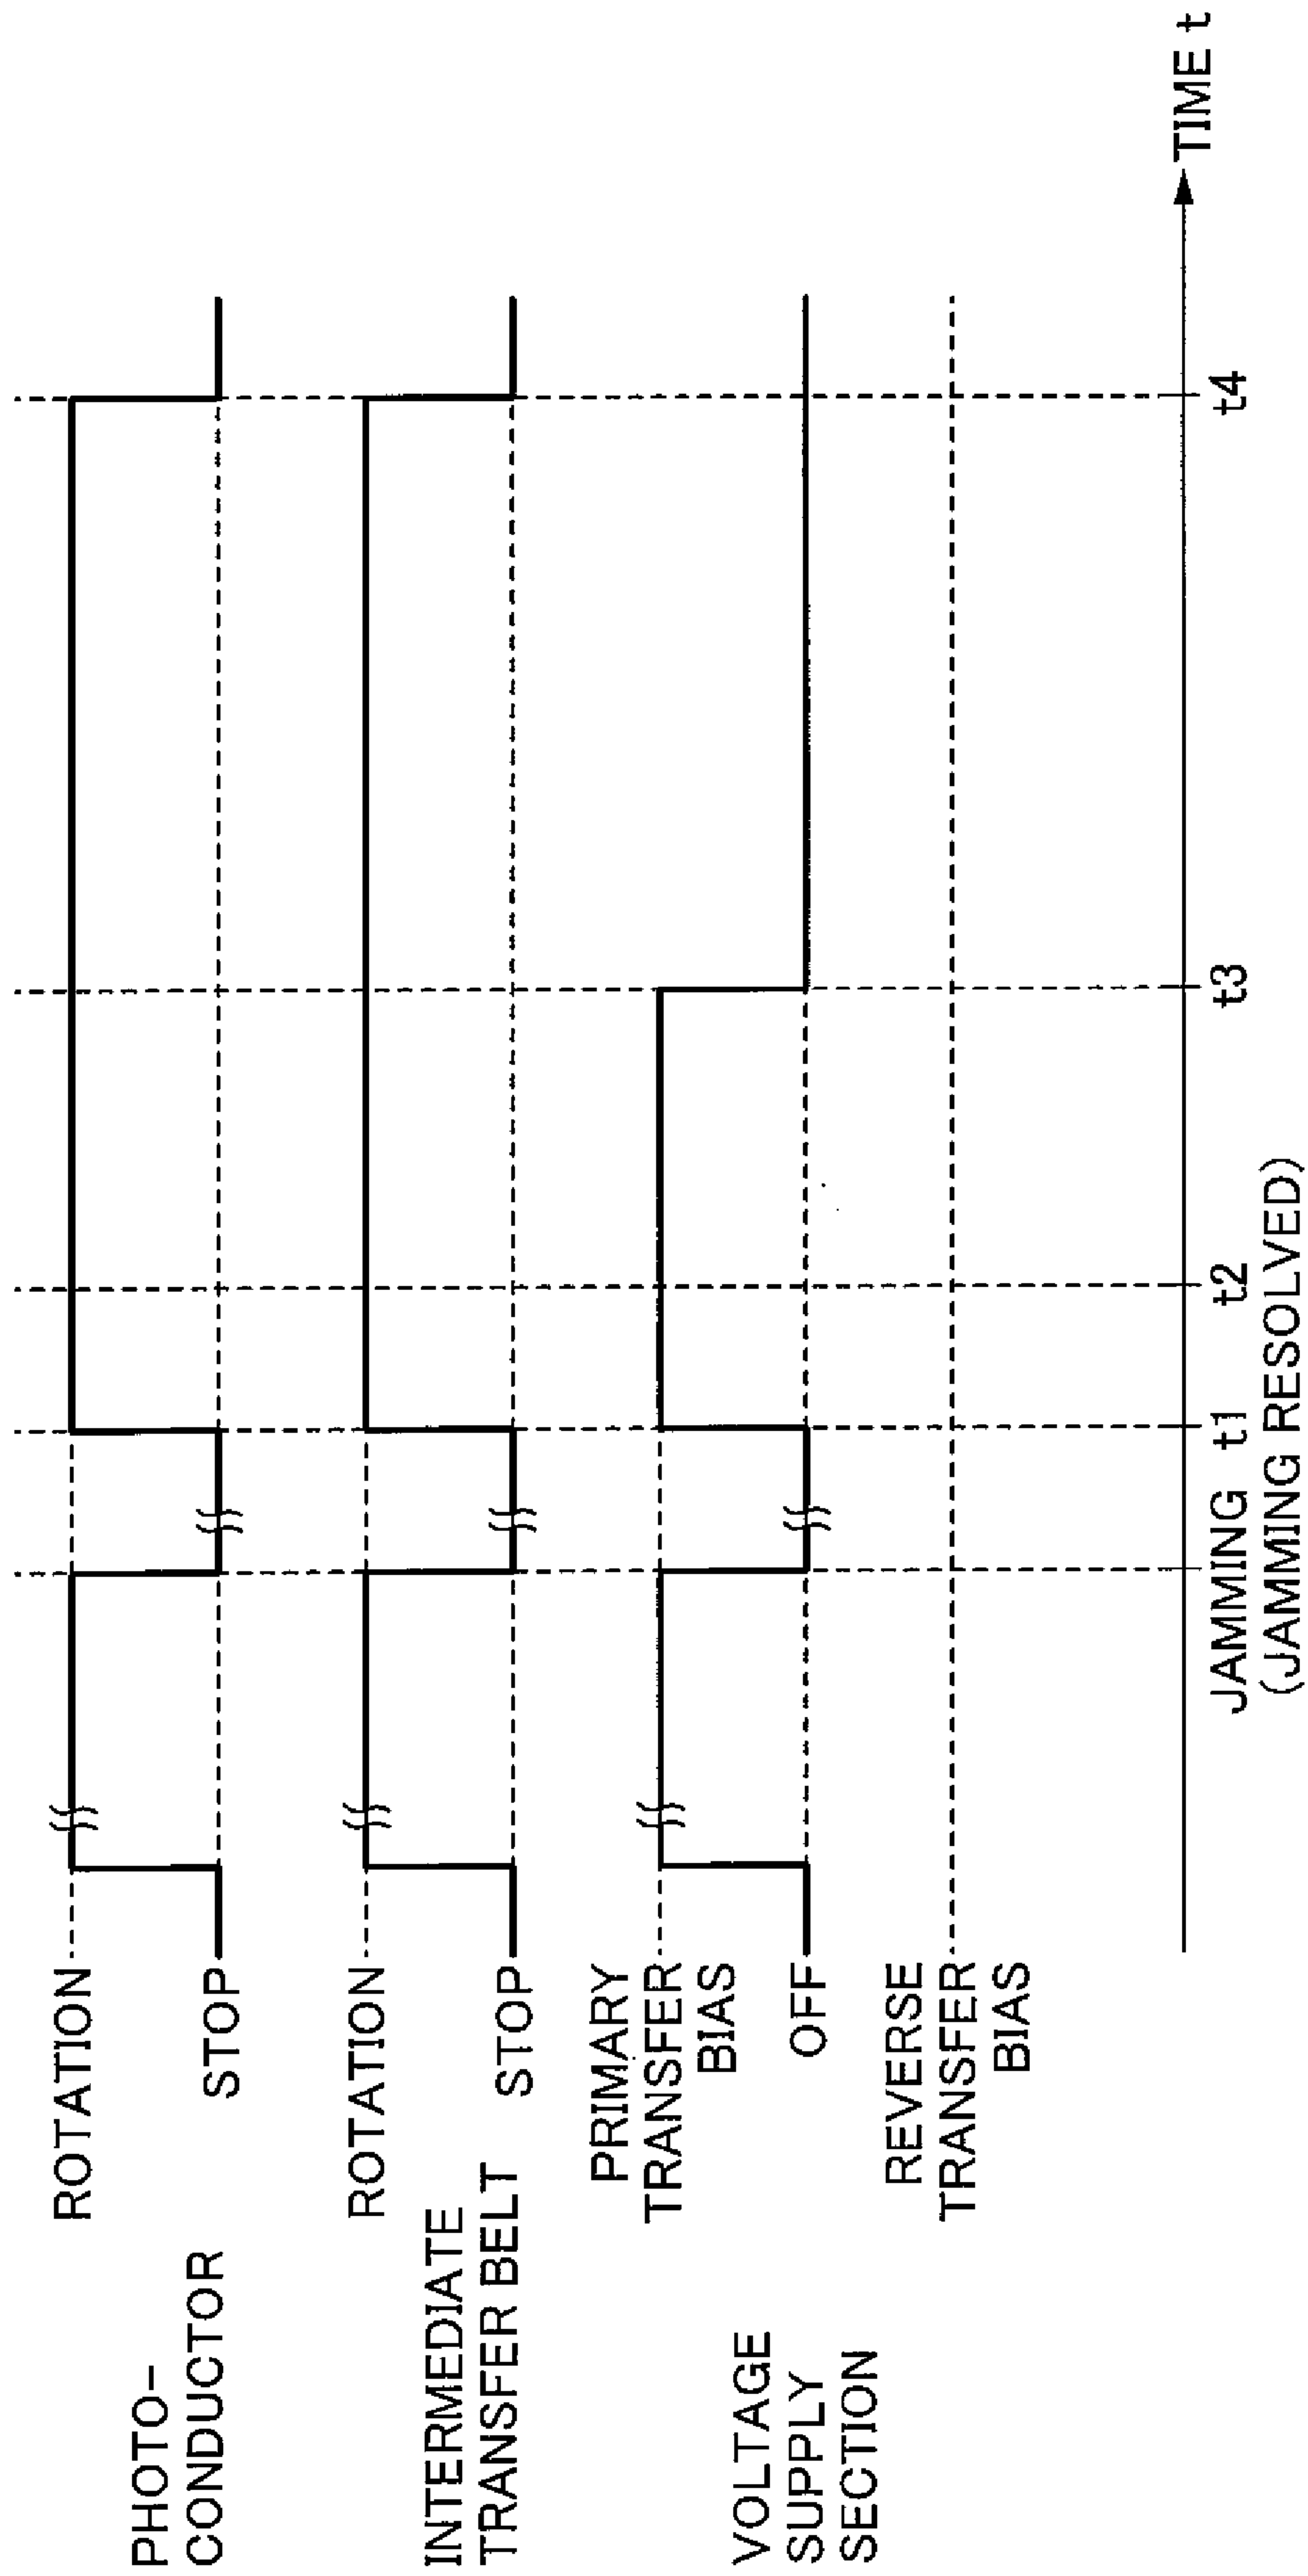 PHOTO-
CONDUCTOR
ROTATION
STOP
INTERMEDIATE
TRANSFER BELT
ROTATION
STOP
VOLTAGE
SUPPLY
SECTION
PRIMARY
TRANSFER
BIAS
OFF
REVERSE
TRANSFER
BIAS
JAMMING t1 t2 t3 t4 TIME t
(JAMMING RESOLVED)